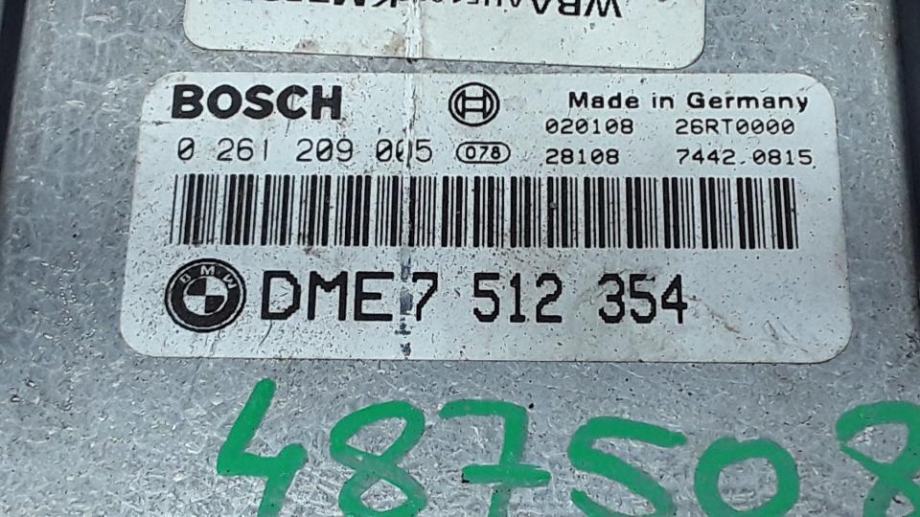 BOSCH Made in Germany
020108 26RT0000
0 261 209 005 078 28108 7442.0815
BMW DME 7 512 354
487508